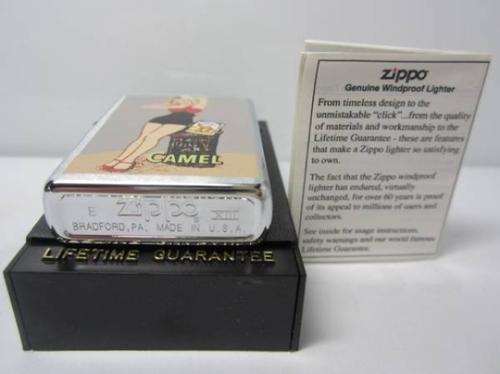 CAMEL
E Zippo XIII
BRADFORD, PA. MADE IN U.S.A.
LIFETIME GUARANTEE
Zippo
Genuine Windproof Lighter
From timeless design to the
unmistakable "click"...from the quality
of materials and workmanship to the
Lifetime Guarantee - these are features
that make a Zippo lighter so satisfying
to own.
The fact that the Zippo windproof
lighter has endured, virtually
unchanged, for over 60 years is proof
of its appeal to millions of users and
collectors.
See inside for usage instructions,
safety warnings and our world famous
Lifetime Guarantee.